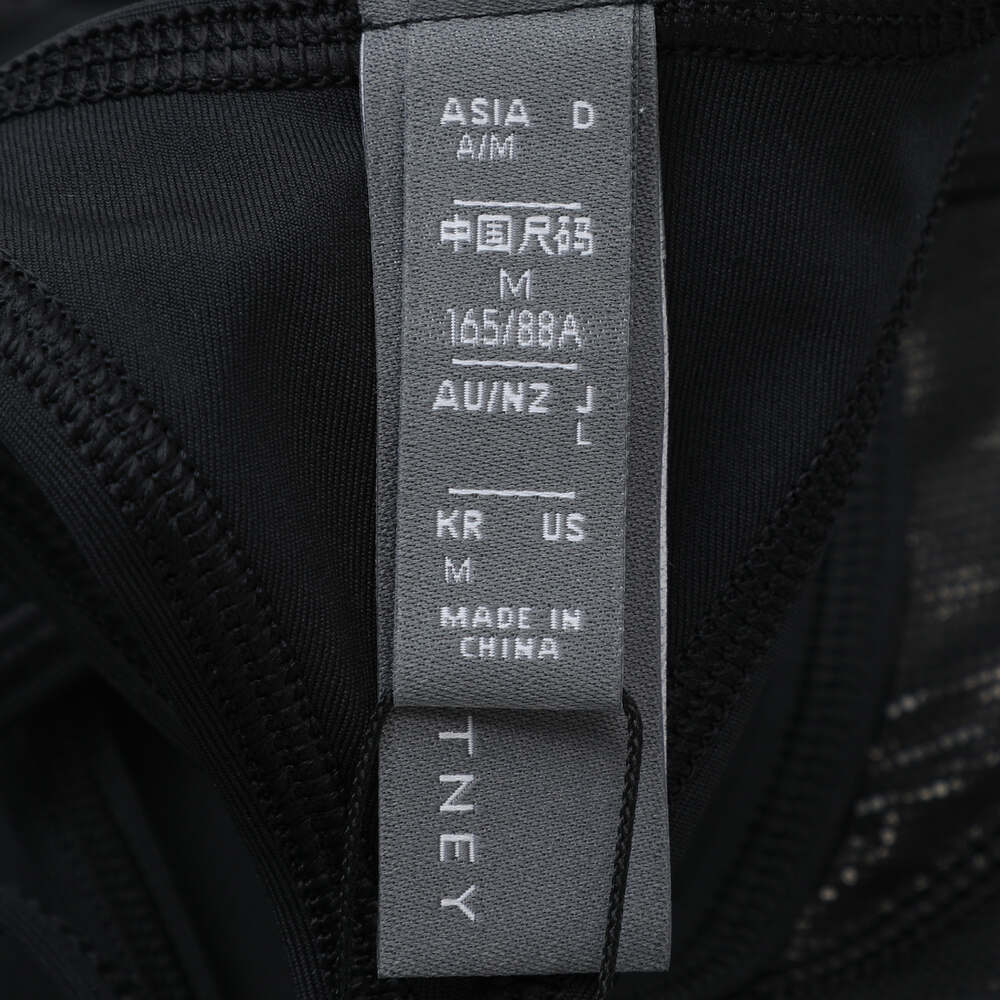 ASIA D
A/M
中国尺码
M
165/88A
AU/NZ J
L
KR US
M
MADE IN
CHINA
TNEY